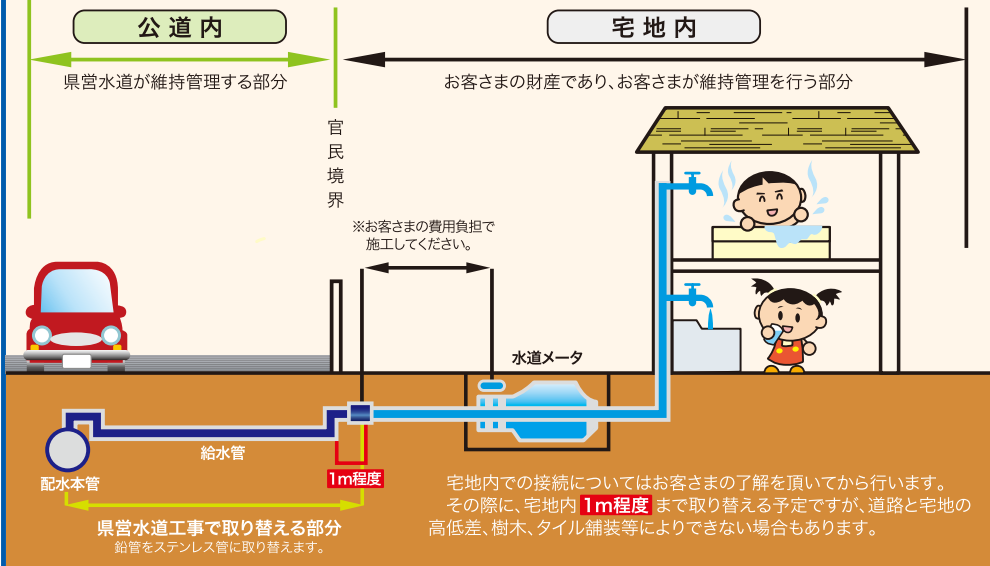 公道内
宅地内
県営水道が維持管理する部分
お客さまの財産であり、お客さまが維持管理を行う部分
官民境界
※お客さまの費用負担で
施工してください。
水道メータ
給水管
配水本管
1m程度
県営水道工事で取り替える部分
鉛管をステンレス管に取り替えます。
宅地内での接続についてはお客さまの了解を頂いてから行います。
その際に、宅地内1m程度まで取り替える予定ですが、道路と宅地の
高低差、樹木、タイル舗装等によりできない場合もあります。